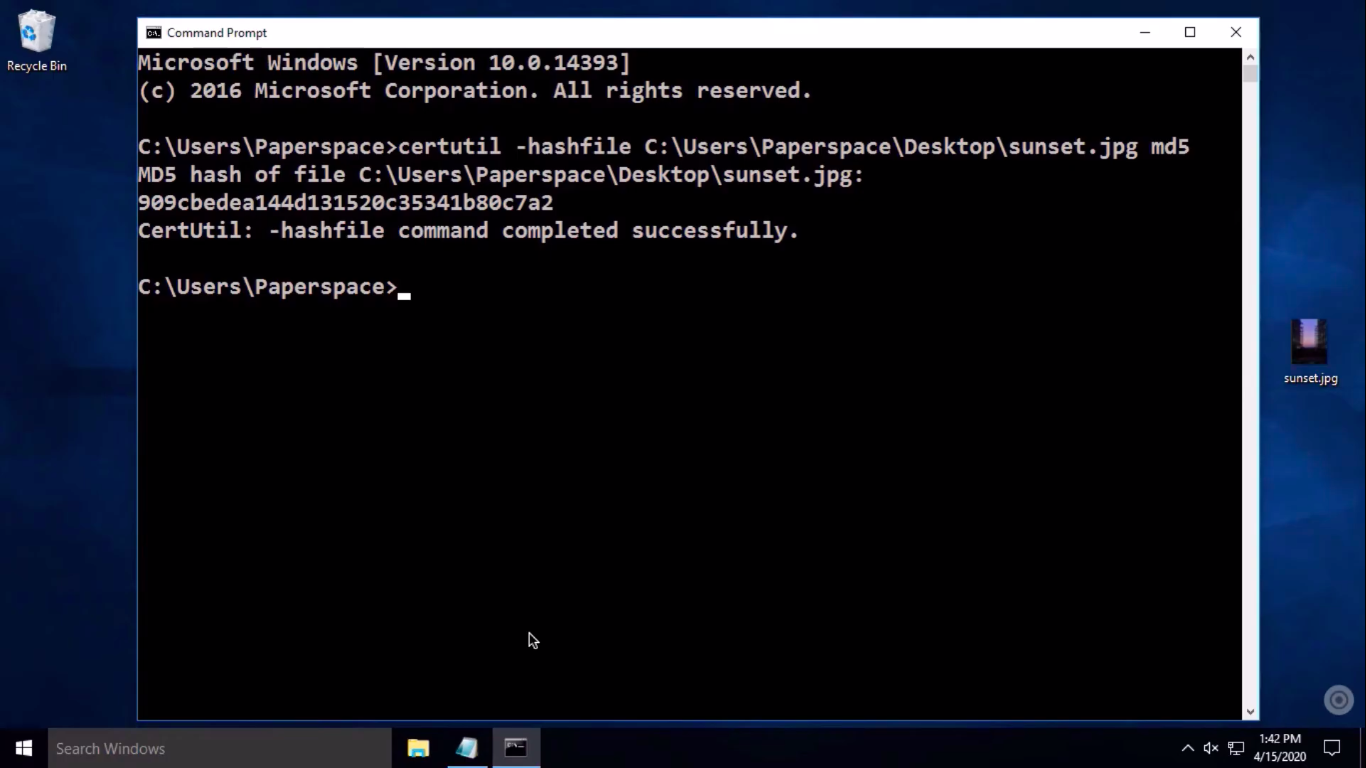 Recycle Bin
Command Prompt
Microsoft Windows [Version 10.0.14393]
(c) 2016 Microsoft Corporation. All rights reserved.
C:\Users\Paperspace>certutil -hashfile C:\Users\Paperspace\Desktop\sunset.jpg md5
MD5 hash of file C:\Users\Paperspace\Desktop\sunset.jpg:
909cbedea144d131520c35341b80c7a2
CertUtil: -hashfile command completed successfully.
C:\Users\Paperspace>
sunset.jpg
Search Windows
1:42 PM
4/15/2020